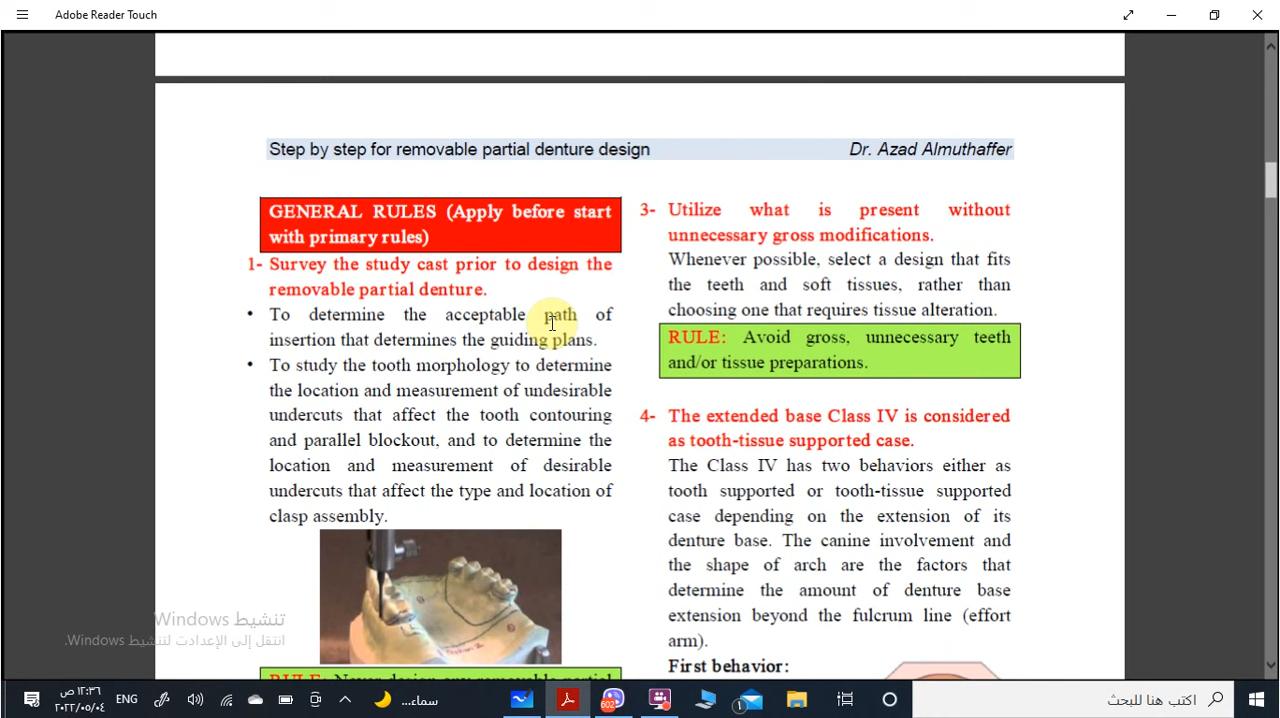 Adobe Reader Touch
Step by step for removable partial denture design
Dr. Azad Almuthaffer
GENERAL RULES (Apply before start
with primary rules)
1- Survey the study cast prior to design the
removable partial denture.
• To determine the acceptable path of
insertion that determines the guiding plans.
• To study the tooth morphology to determine
the location and measurement of undesirable
undercuts that affect the tooth contouring
and parallel blockout, and to determine the
location and measurement of desirable
undercuts that affect the type and location of
clasp assembly.
3- Utilize what is present without
unnecessary gross modifications.
Whenever possible, select a design that fits
the teeth and soft tissues, rather than
choosing one that requires tissue alteration.
RULE: Avoid gross, unnecessary teeth
and/or tissue preparations.
4- The extended base Class IV is considered
as tooth-tissue supported case.
The Class IV has two behaviors either as
tooth supported or tooth-tissue supported
case depending on the extension of its
denture base. The canine involvement and
the shape of arch are the factors that
determine the amount of denture base
extension beyond the fulcrum line (effort
arm).
First behavior:
تنشيط Windows
انتقل إلى الإعدادت لتنشيط Windows.
١٢:٣٦ ص
٢٠٢٢/٠٥/٠٤
ENG
سماء...
602
١
اكتب هنا للبحث